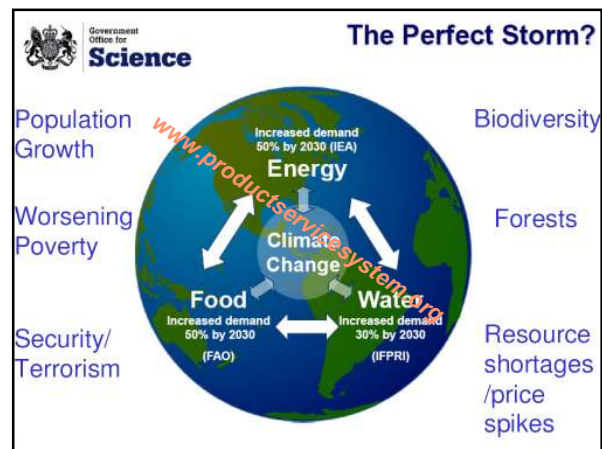 Government
Office for
Science
The Perfect Storm?
Population
Growth
Worsening
Poverty
Security/
Terrorism
Increased demand
50% by 2030 (IEA)
Energy
Climate
Change
Food
Increased demand
50% by 2030
(FAO)
Water
Increased demand
30% by 2030
(IFPRI)
Biodiversity
Forests
Resource
shortages
/price
spikes
www.productservicesystem.org